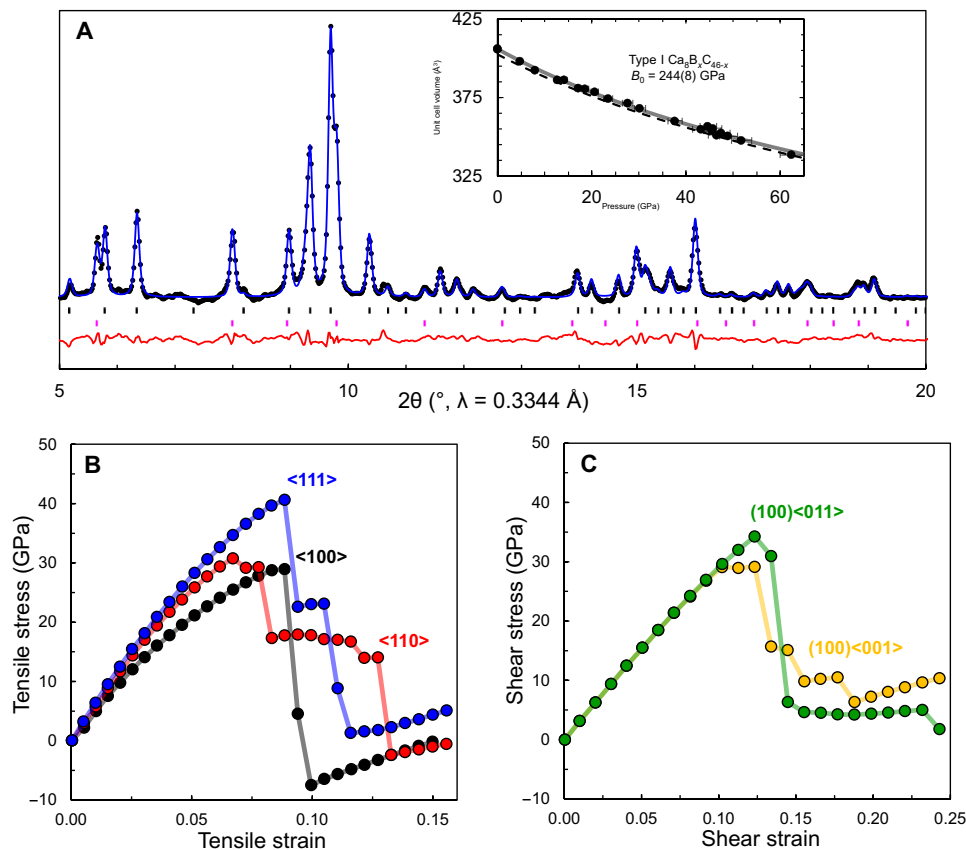 A
425
375
325
Unit cell volume (Å³)
Type I Ca₈BₓC₄₆₋ₓ
B₀ = 244(8) GPa
0 20 40 60
Pressure (GPa)
5 10 15 20
2θ (°, λ = 0.3344 Å)
B
50
40
30
20
10
0
−10
Tensile stress (GPa)
<111>
<100>
<110>
0.00 0.05 0.10 0.15
Tensile strain
C
50
40
30
20
10
0
−10
Shear stress (GPa)
(100)<011>
(100)<001>
0.00 0.05 0.10 0.15 0.20 0.25
Shear strain